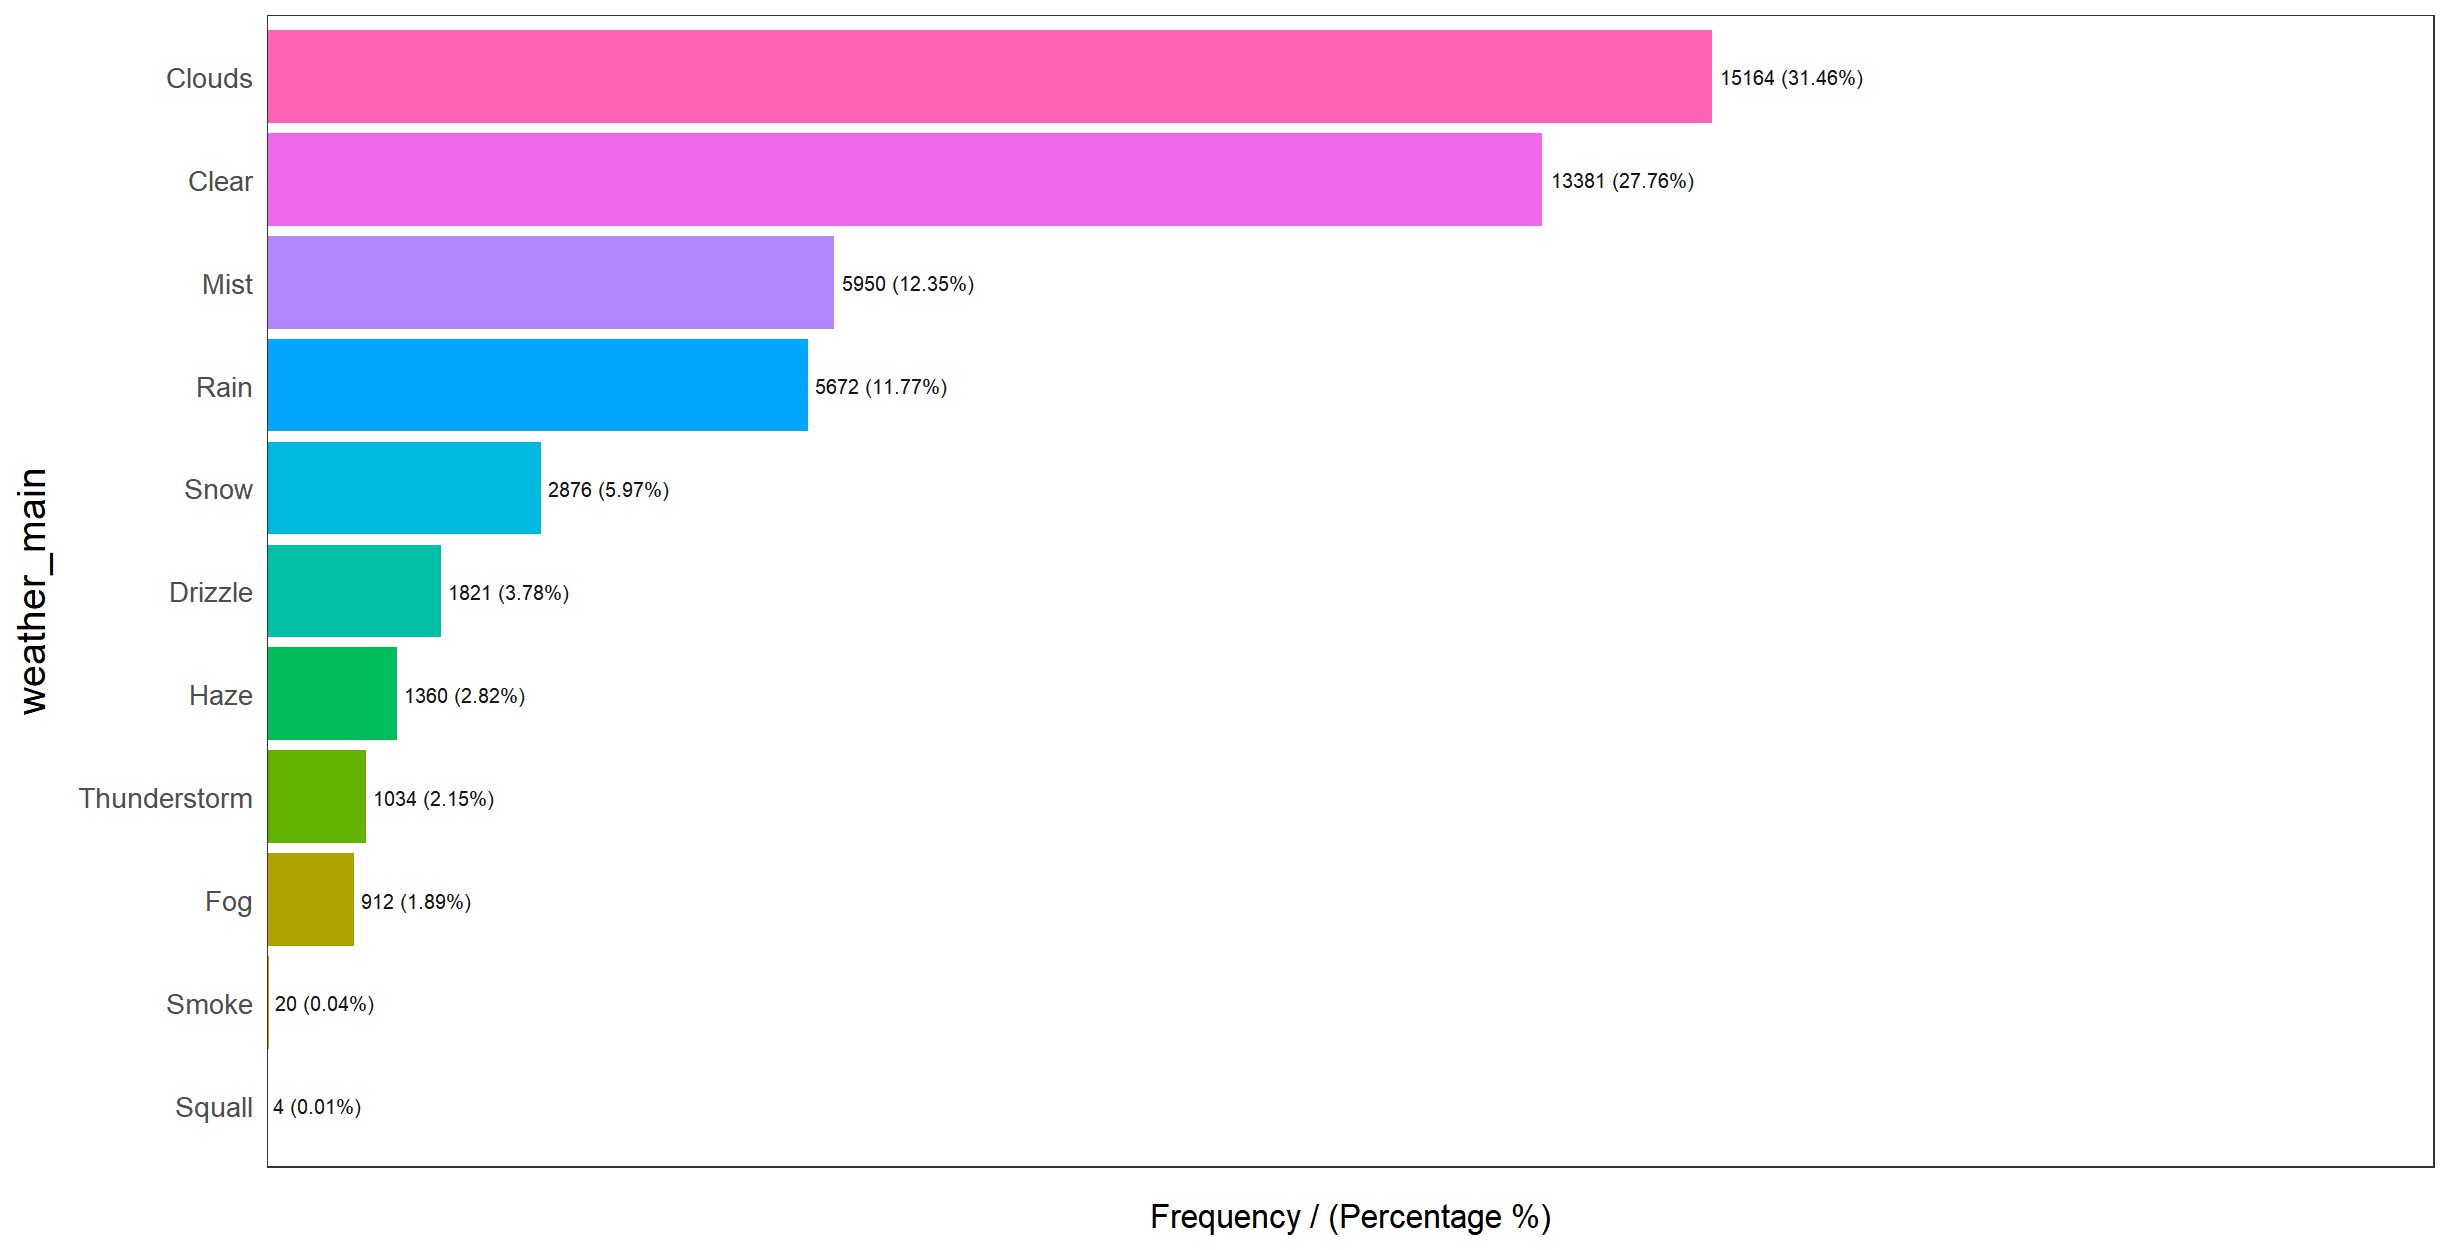 Clouds 15164 (31.46%)
Clear 13381 (27.76%)
Mist 5950 (12.35%)
Rain 5672 (11.77%)
Snow 2876 (5.97%)
Drizzle 1821 (3.78%)
Haze 1360 (2.82%)
Thunderstorm 1034 (2.15%)
Fog 912 (1.89%)
Smoke 20 (0.04%)
Squall 4 (0.01%)
weather_main
Frequency / (Percentage %)